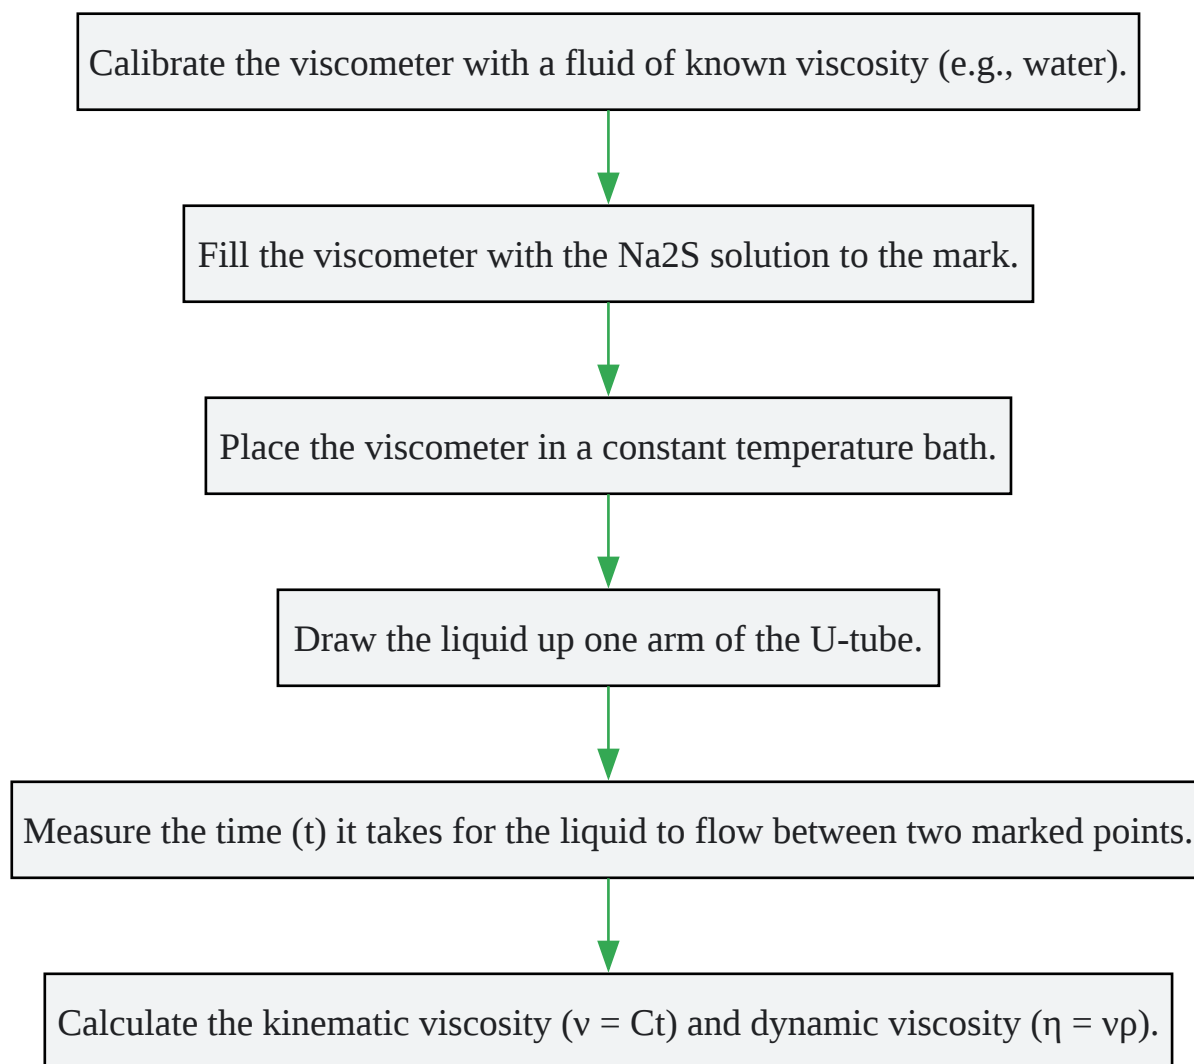 Calibrate the viscometer with a fluid of known viscosity (e.g., water).
Fill the viscometer with the Na2S solution to the mark.
Place the viscometer in a constant temperature bath.
Draw the liquid up one arm of the U-tube.
Measure the time (t) it takes for the liquid to flow between two marked points.
Calculate the kinematic viscosity (ν = Ct) and dynamic viscosity (η = νρ).